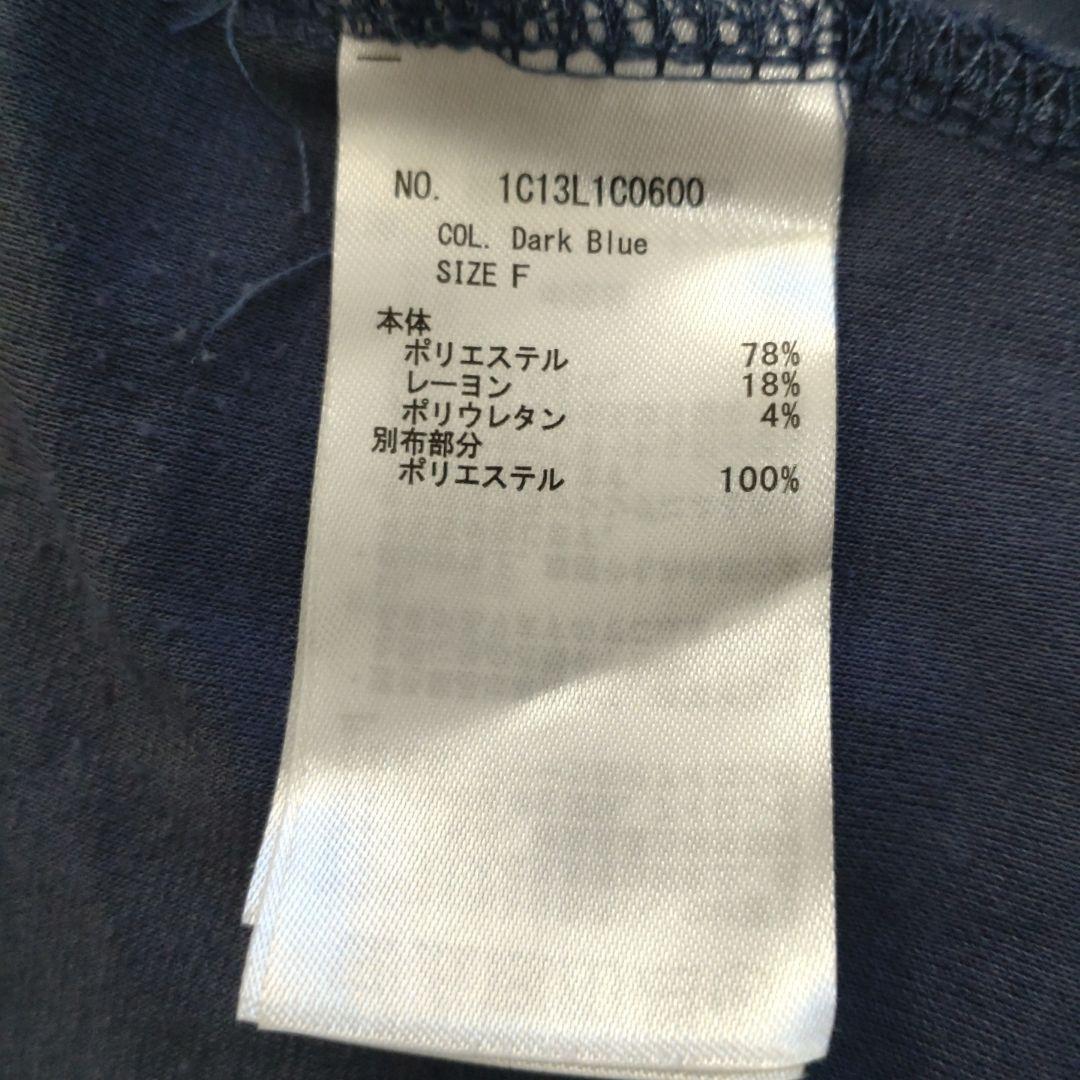 NO. 1C13L1C0600
COL. Dark Blue
SIZE F
本体
ポリエステル 78%
レーヨン 18%
ポリウレタン 4%
別布部分
ポリエステル 100%